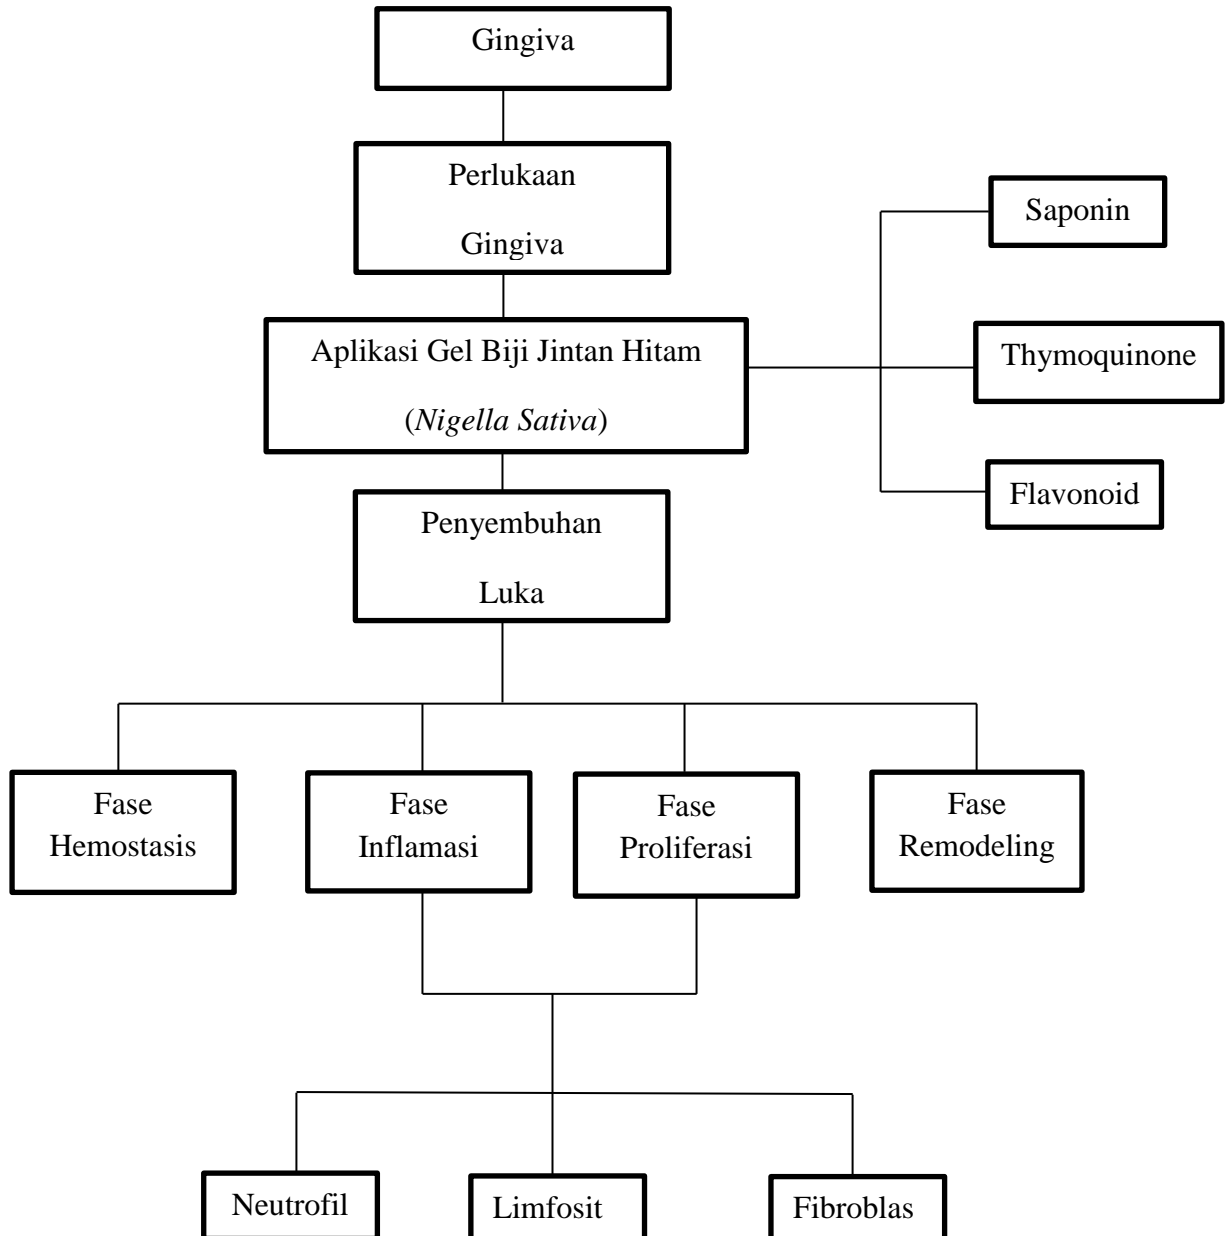 Gingiva
Perlukaan
Gingiva
Saponin
Aplikasi Gel Biji Jintan Hitam
(Nigella Sativa)
Thymoquinone
Flavonoid
Penyembuhan
Luka
Fase
Hemostasis
Fase
Inflamasi
Fase
Proliferasi
Fase
Remodeling
Neutrofil
Limfosit
Fibroblas